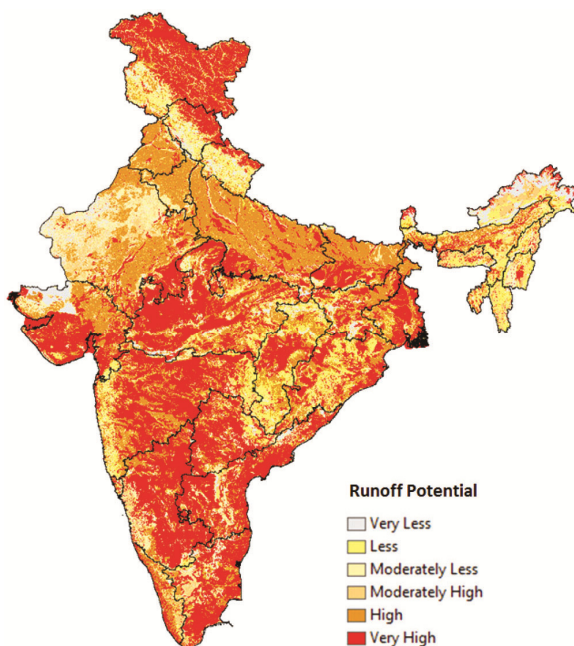 Runoff Potential
Very Less
Less
Moderately Less
Moderately High
High
Very High